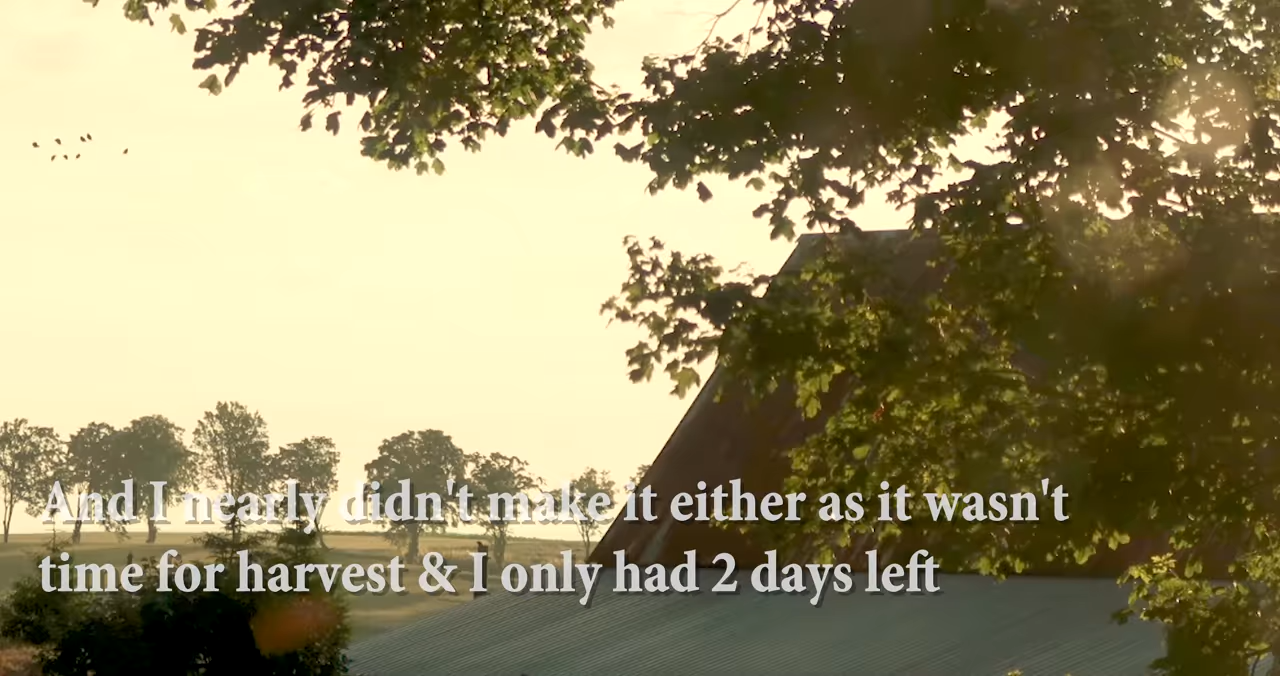 And I nearly didn't make it either as it wasn't
time for harvest & I only had 2 days left